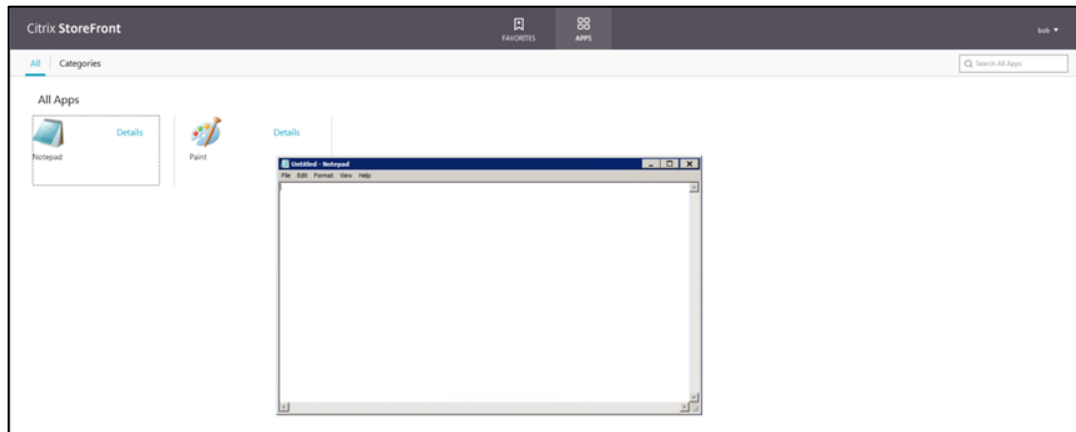 Citrix StoreFront
FAVORITES
APPS
bob
All
Categories
Search All Apps
All Apps
Details
Details
Notepad
Paint
Untitled - Notepad
File Edit Format View Help